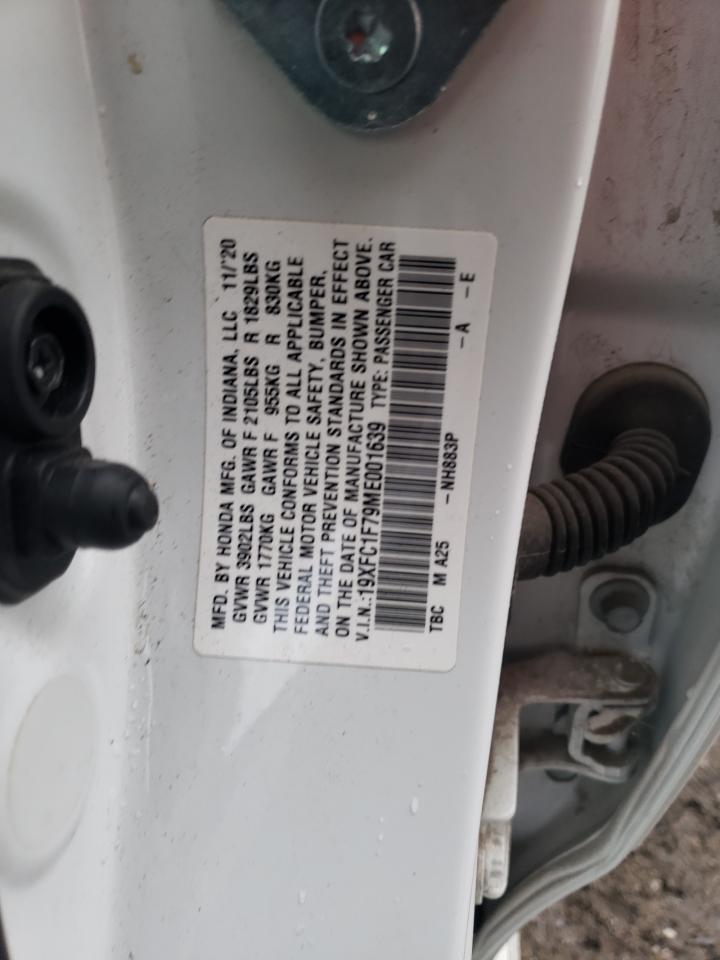 MFD. BY HONDA MFG. OF INDIANA, LLC 11/'20
GVWR 3902LBS GAWR F 2105LBS R 1829LBS
GVWR 1770KG GAWR F 955KG R 830KG
THIS VEHICLE CONFORMS TO ALL APPLICABLE
FEDERAL MOTOR VEHICLE SAFETY, BUMPER,
AND THEFT PREVENTION STANDARDS IN EFFECT
ON THE DATE OF MANUFACTURE SHOWN ABOVE.
V.I.N.:19XFC1F79ME001639 TYPE: PASSENGER CAR
TBC M A25 -NH883P -A -E